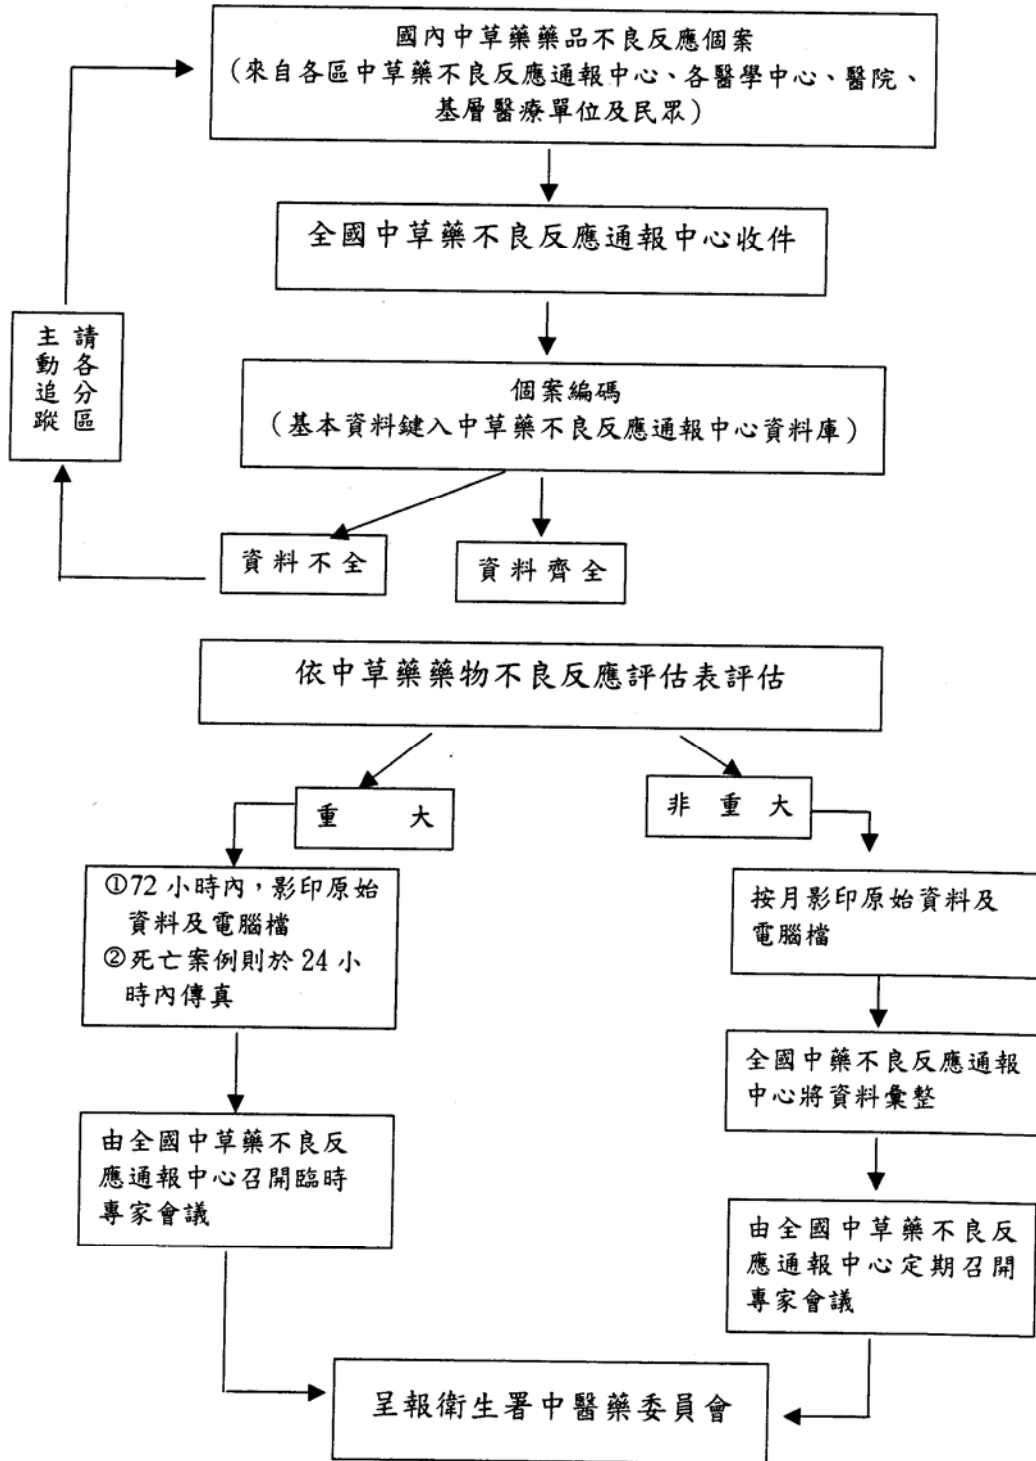 國內中草藥藥品不良反應個案
（來自各區中草藥不良反應通報中心、各醫學中心、醫院、
基層醫療單位及民眾）
全國中草藥不良反應通報中心收件
請各分區
主動追蹤
個案編碼
（基本資料鍵入中草藥不良反應通報中心資料庫）
資料不全
資料齊全
依中草藥藥物不良反應評估表評估
重 大
非 重 大
①72 小時內，影印原始
資料及電腦檔
②死亡案例則於 24 小
時內傳真
按月影印原始資料及
電腦檔
全國中藥不良反應通報
中心將資料彙整
由全國中草藥不良反
應通報中心召開臨時
專家會議
由全國中草藥不良反
應通報中心定期召開
專家會議
呈報衛生署中醫藥委員會